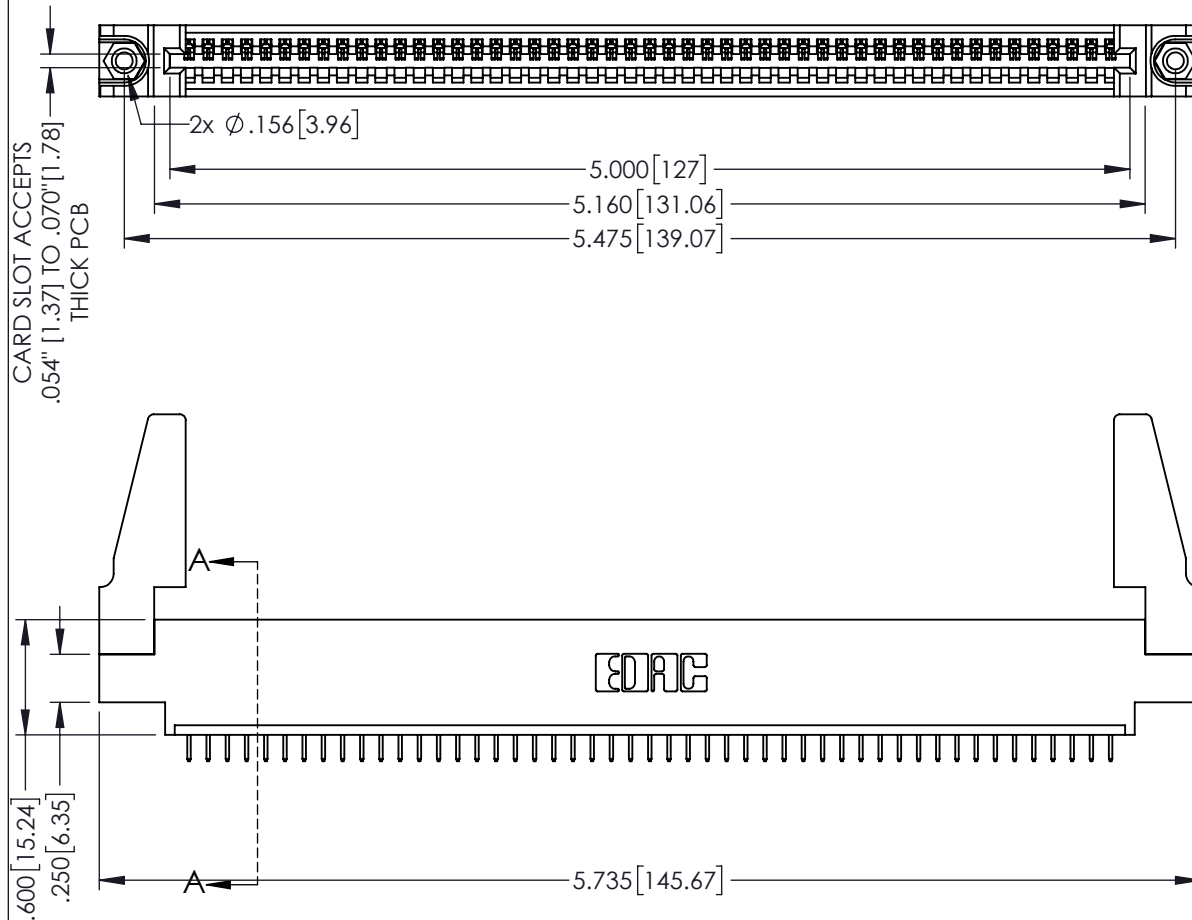 2x Ø.156[3.96]
5.000[127]
5.160[131.06]
5.475[139.07]
CARD SLOT ACCEPTS
.054" [1.37] TO .070"[1.78]
THICK PCB
A
EDAC
.600[15.24]
.250[6.35]
A
5.735[145.67]